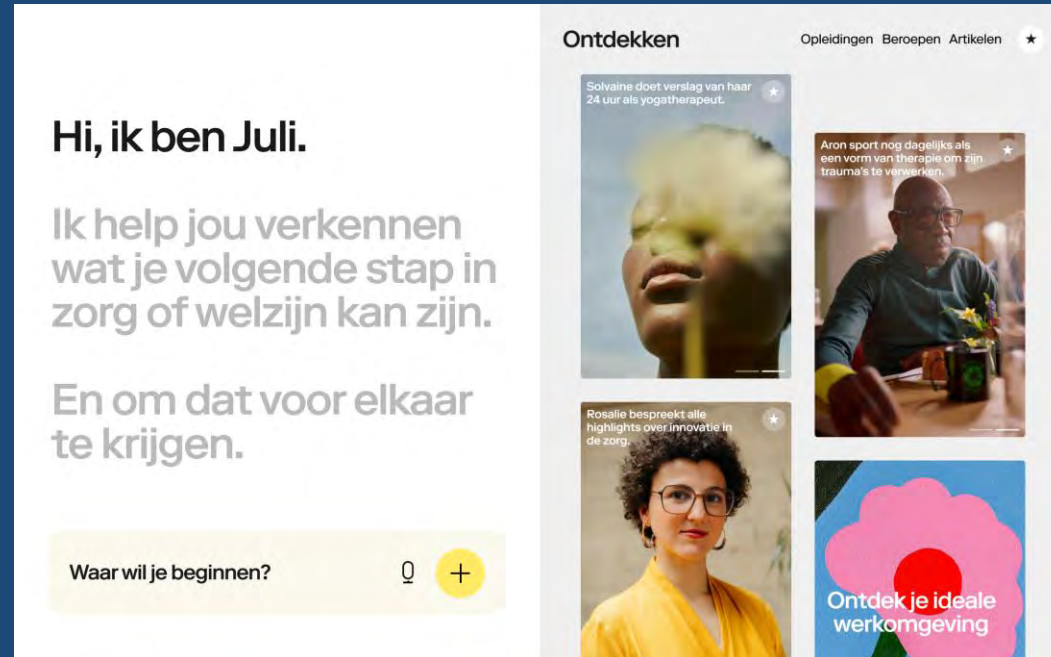 Hi, ik ben Juli.
Ik help jou verkennen
wat je volgende stap in
zorg of welzijn kan zijn.
En om dat voor elkaar
te krijgen.
Waar wil je beginnen?
Ontdekken
Opleidingen Beroepen Artikelen
Solvaine doet verslag van haar
24 uur als yogatherapeut.
Aron sport nog dagelijks als
een vorm van therapie om zijn
trauma's te verwerken.
Rosalie bespreekt alle
highlights over innovatie in
de zorg.
Ontdek je ideale
werkomgeving